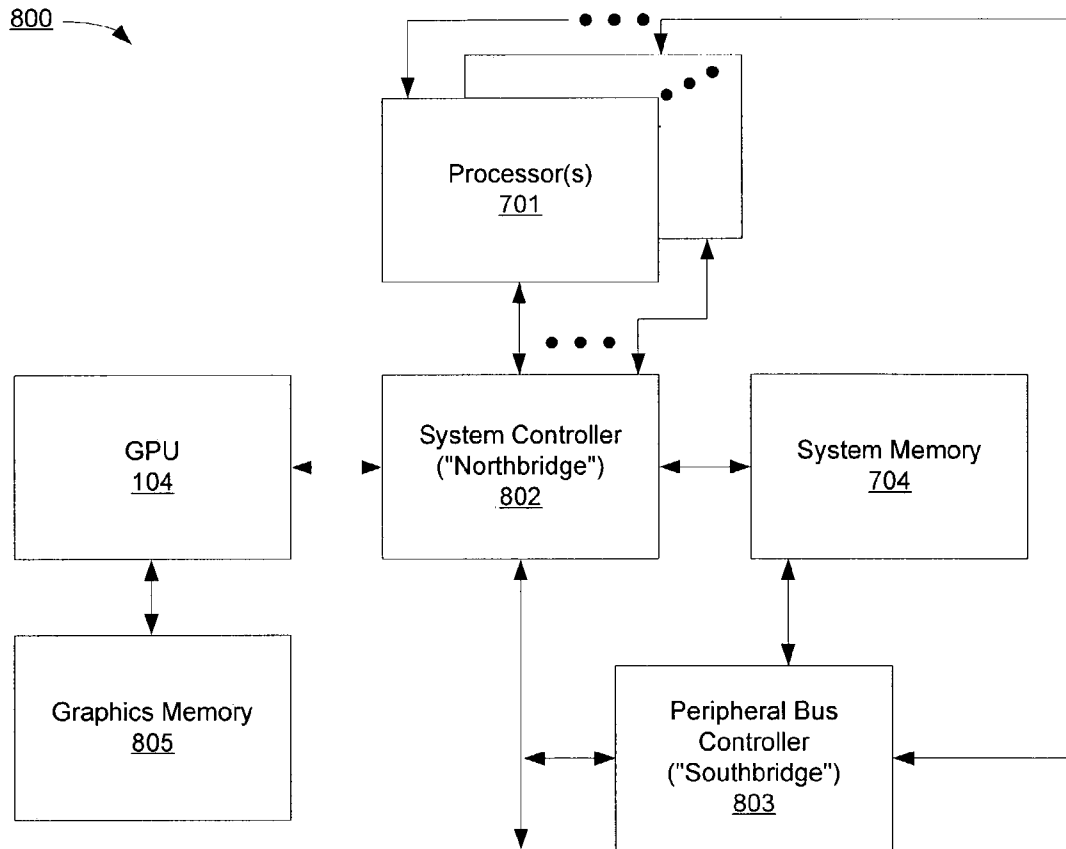 800
Processor(s)
701
GPU
104
System Controller
("Northbridge")
802
System Memory
704
Graphics Memory
805
Peripheral Bus
Controller
("Southbridge")
803